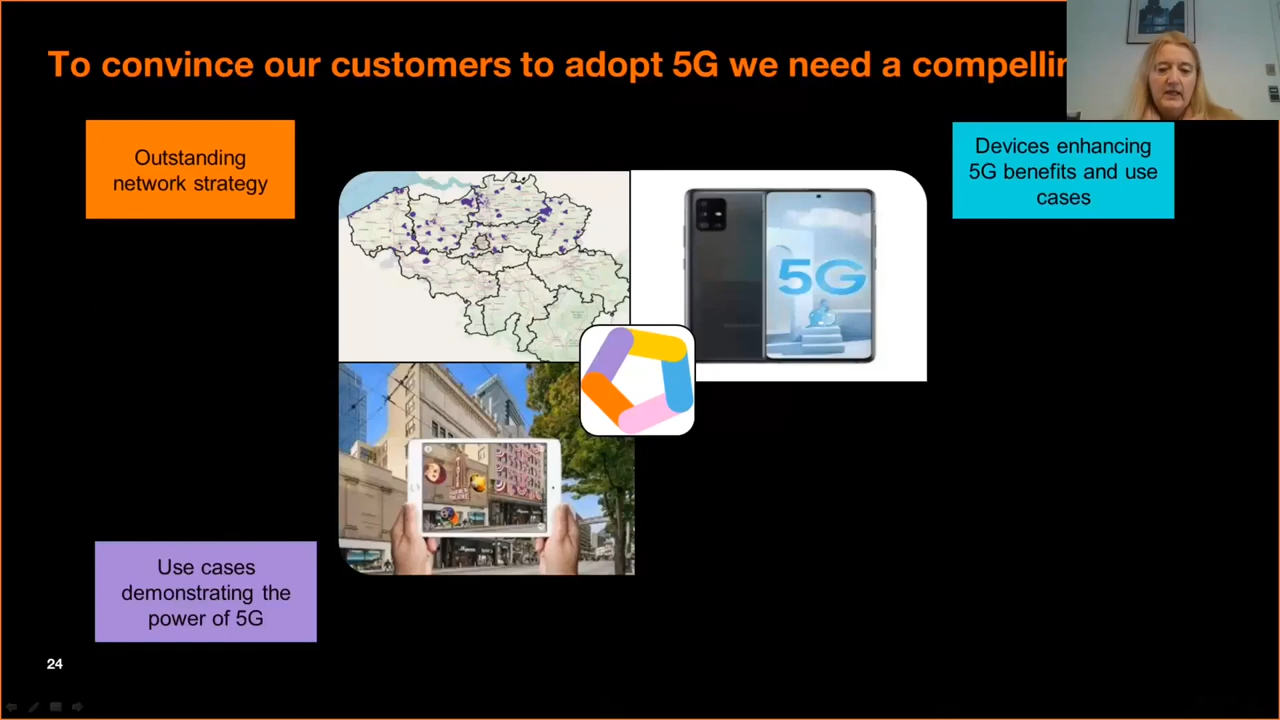 To convince our customers to adopt 5G we need a compellin
Outstanding
network strategy
Devices enhancing
5G benefits and use
cases
5G
Use cases
demonstrating the
power of 5G
24